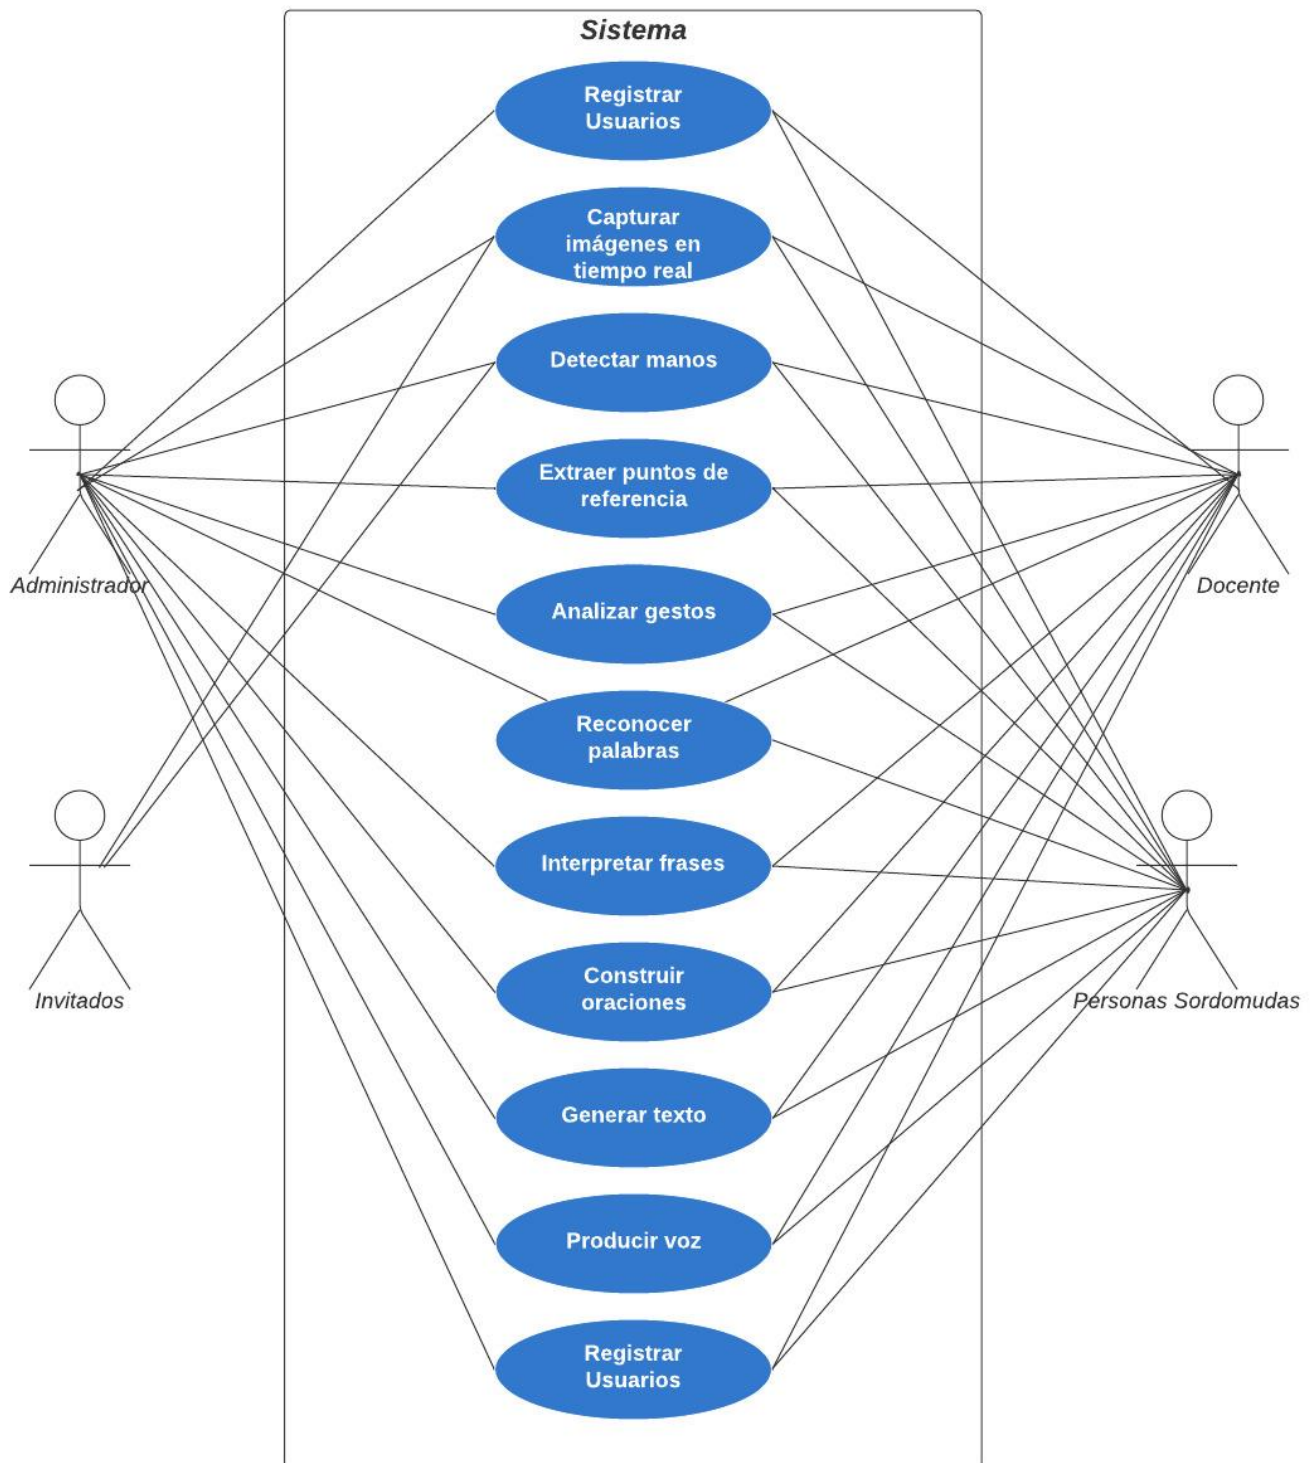 Sistema
Registrar
Usuarios
Capturar
imágenes en
tiempo real
Detectar manos
Extraer puntos de
referencia
Analizar gestos
Administrador
Docente
Reconocer
palabras
Interpretar frases
Construir
oraciones
Invitados
Personas Sordomudas
Generar texto
Producir voz
Registrar
Usuarios